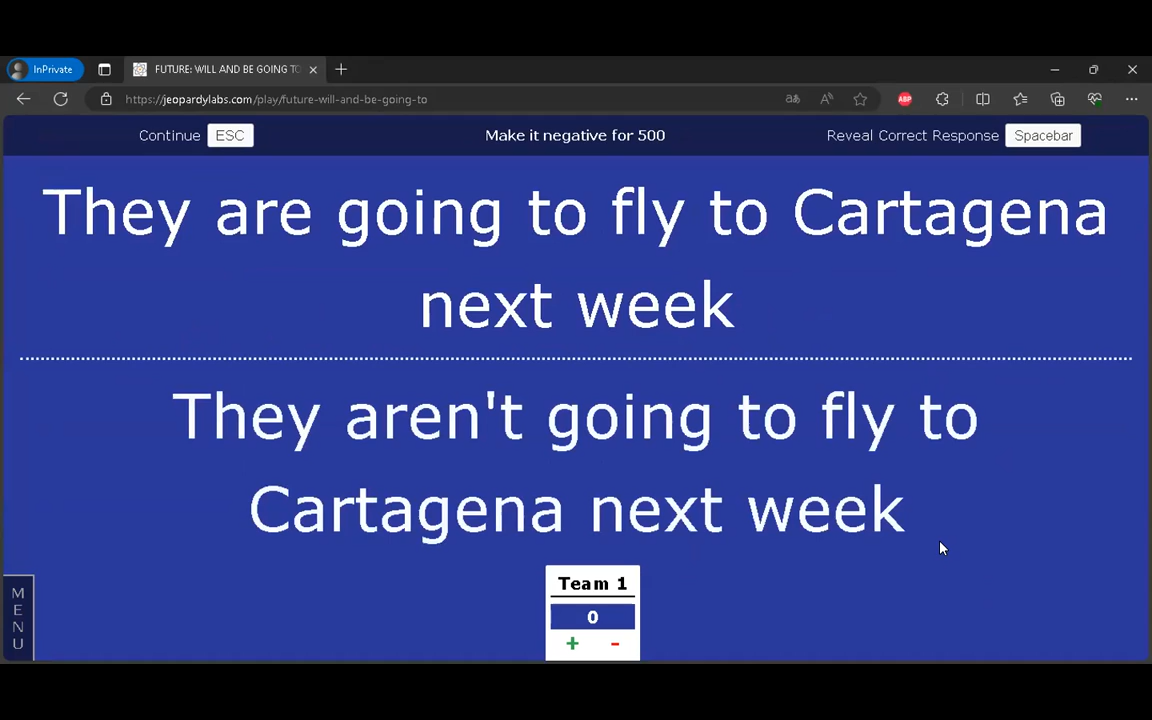 InPrivate
FUTURE: WILL AND BE GOING TO
https://jeopardylabs.com/play/future-will-and-be-going-to
ABP
Continue ESC
Make it negative for 500
Reveal Correct Response Spacebar
They are going to fly to Cartagena
next week
They aren't going to fly to
Cartagena next week
MENU
Team 1
0
+ -